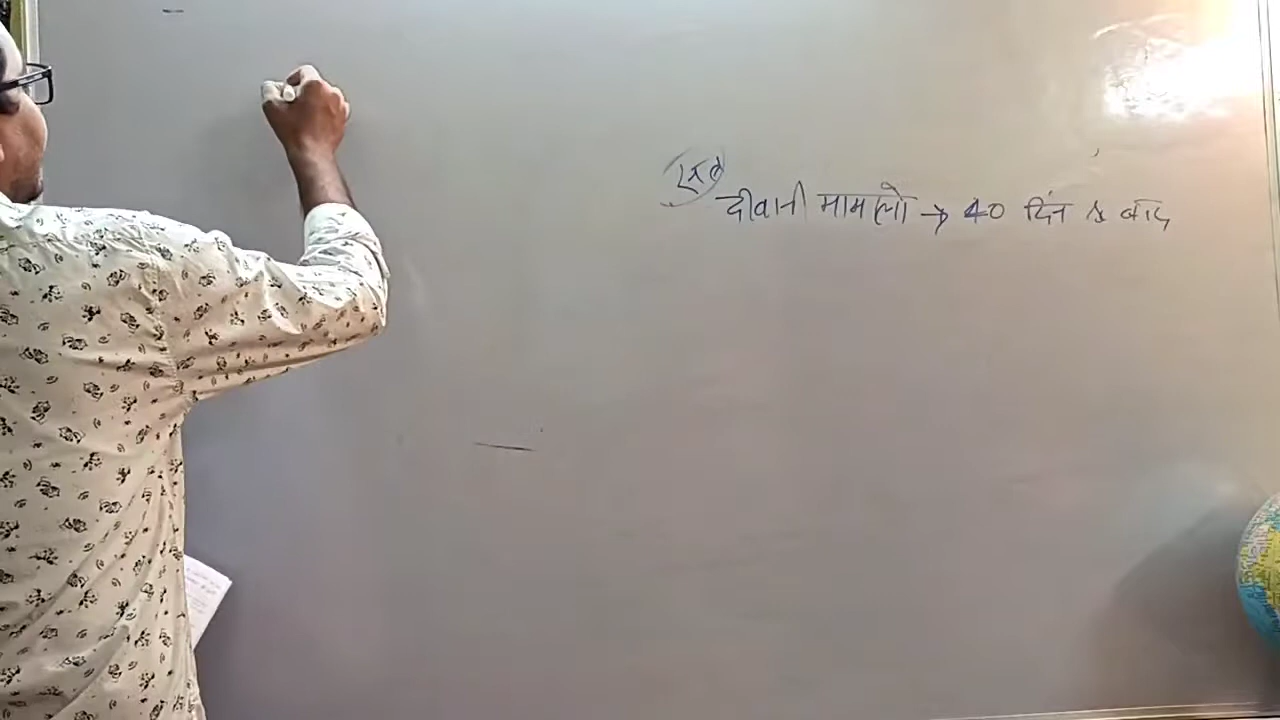 दीवानी मामलो → 40 दिन के बाद